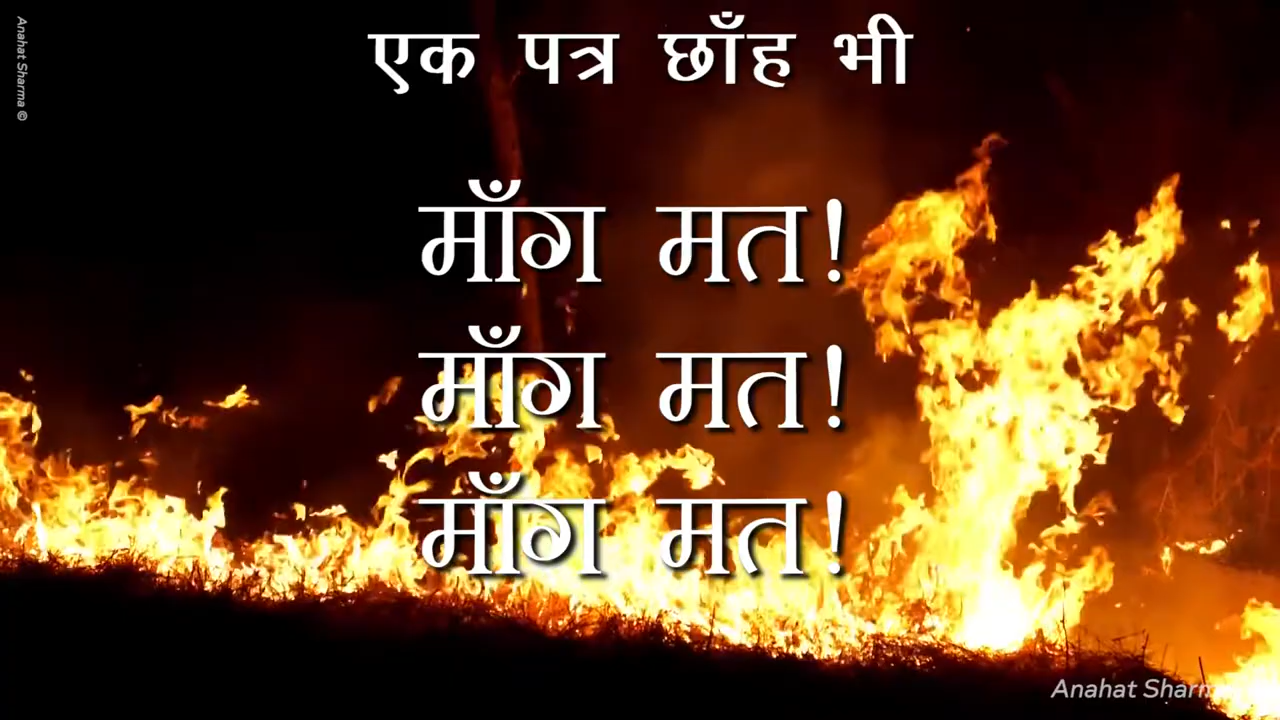 Anahat Sharma ©
एक पत्र छाँह भी
माँग मत!
माँग मत!
माँग मत!
Anahat Sharma